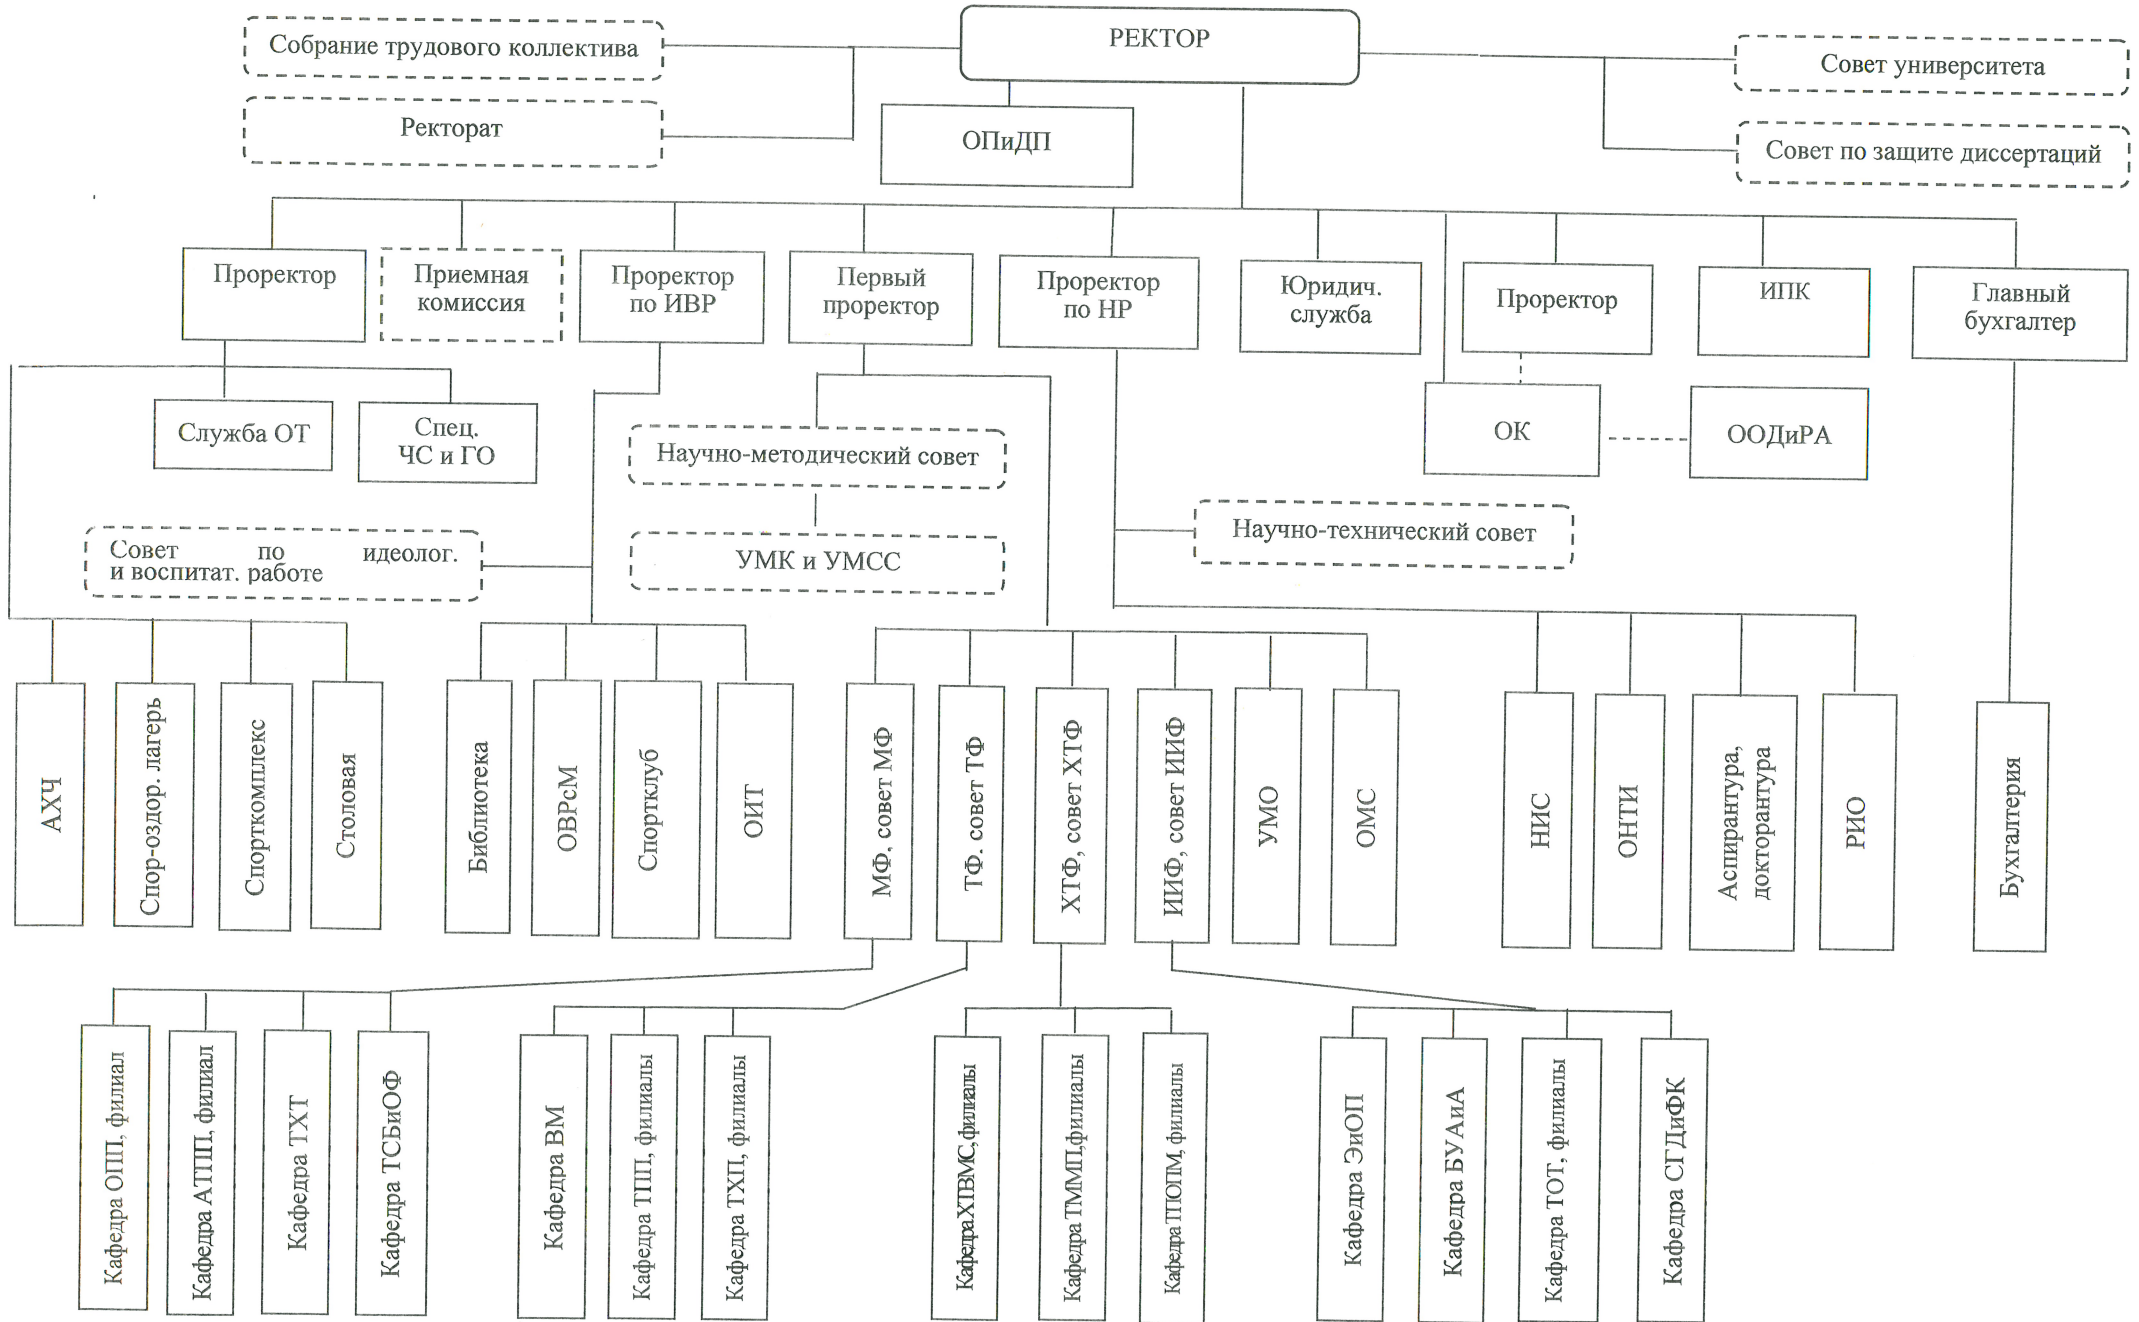 РЕКТОР
Собрание трудового коллектива
Совет университета
Ректорат
ОПиДП
Совет по защите диссертаций
Проректор
Приемная
комиссия
Проректор
по ИВР
Первый
проректор
Проректор
по НР
Юридич.
служба
Проректор
ИПК
Главный
бухгалтер
Служба ОТ
Спец.
ЧС и ГО
Научно-методический совет
ОК
ООДиРА
Совет по идеолог.
и воспитат. работе
УМК и УМСС
Научно-технический совет
АХЧ
Спор-оздор. лагерь
Спорткомплекс
Столовая
Библиотека
ОВРсМ
Спортклуб
ОИТ
МФ, совет МФ
ТФ. совет ТФ
ХТФ, совет ХТФ
ИИФ, совет ИИФ
УМО
ОМС
НИС
ОНТИ
Аспирантура,
докторантура
РИО
Бухгалтерия
Кафедра ОПП, филиал
Кафедра АТПП, филиал
Кафедра ТХТ
Кафедра ТСБиОФ
Кафедра ВМ
Кафедра ТПП, филиалы
Кафедра ТХП, филиалы
Кафедра ХТВМС, филиалы
Кафедра ТММП, филиалы
Кафедра ТПОПМ, филиалы
Кафедра ЭиОП
Кафедра БУАиА
Кафедра ТОТ, филиалы
Кафедра СГДиФК